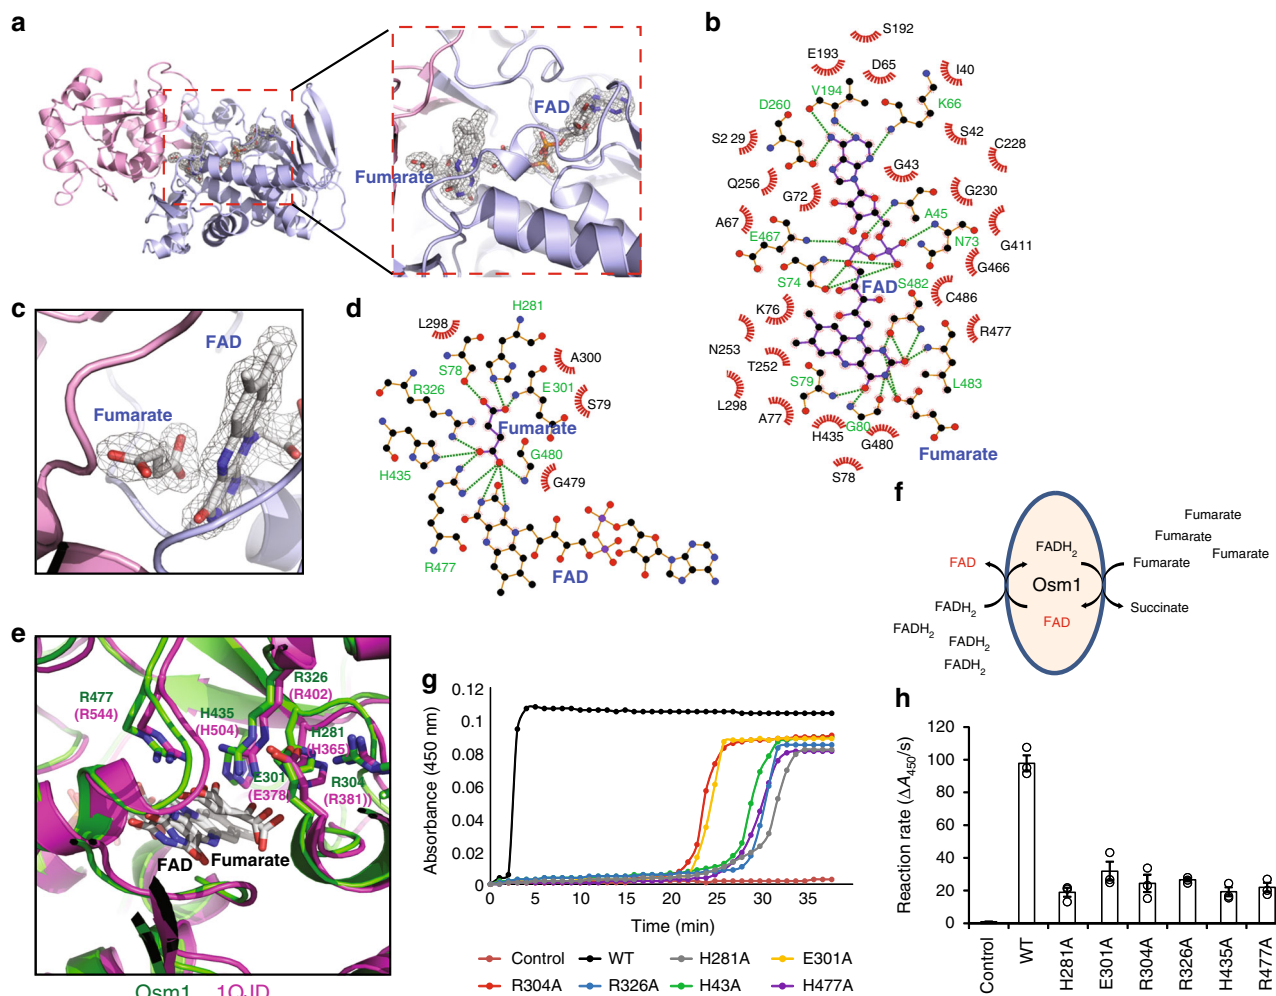 a
FAD
Fumarate
b
S192
E193
D65
I40
V194
K66
D260
S42
S2 29
C228
G43
Q256
G72
G230
A67
A45
E467
N73
G411
G466
S74
S482
FAD
C486
K76
R477
N253
T252
S79
L483
L298
A77
G80
H435
G480
Fumarate
S78
c
FAD
Fumarate
d
H281
L298
S78
A300
R326
E301
S79
Fumarate
G480
H435
G479
R477
FAD
e
R326
(R402)
R477
(R544)
H435
(H504)
H281
(H365)
E301
(E378)
R304
(R381))
FAD
Fumarate
Osm1 1QJD
f
Fumarate
Fumarate
Fumarate
FADH2
FAD
Fumarate
Osm1
FADH2
Succinate
FAD
FADH2
FADH2
FADH2
g
Absorbance (450 nm)
0.12
0.1
0.08
0.06
0.04
0.02
0
0 5 10 15 20 25 30 35
Time (min)
Control WT H281A E301A
R304A R326A H43A H477A
h
Reaction rate (ΔA450/s)
120
100
80
60
40
20
0
Control
WT
H281A
E301A
R304A
R326A
H435A
R477A